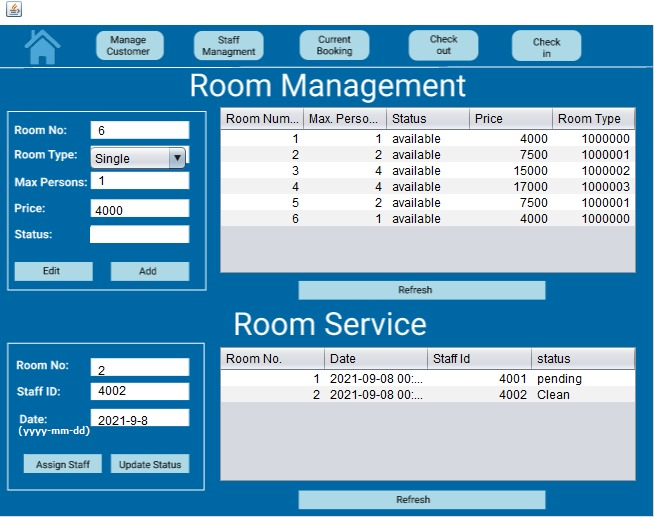 Manage Customer
Staff Managment
Current Booking
Check out
Check in
Room Management
Room No: 6
Room Type: Single
Max Persons: 1
Price: 4000
Status:
Edit Add
Room Num... Max. Perso... Status Price Room Type
1 1 available 4000 1000000
2 2 available 7500 1000001
3 4 available 15000 1000002
4 4 available 17000 1000003
5 2 available 7500 1000001
6 1 available 4000 1000000
Refresh
Room Service
Room No: 2
Staff ID: 4002
Date: 2021-9-8
(yyyy-mm-dd)
Assign Staff Update Status
Room No. Date Staff Id status
1 2021-09-08 00:... 4001 pending
2 2021-09-08 00:... 4002 Clean
Refresh